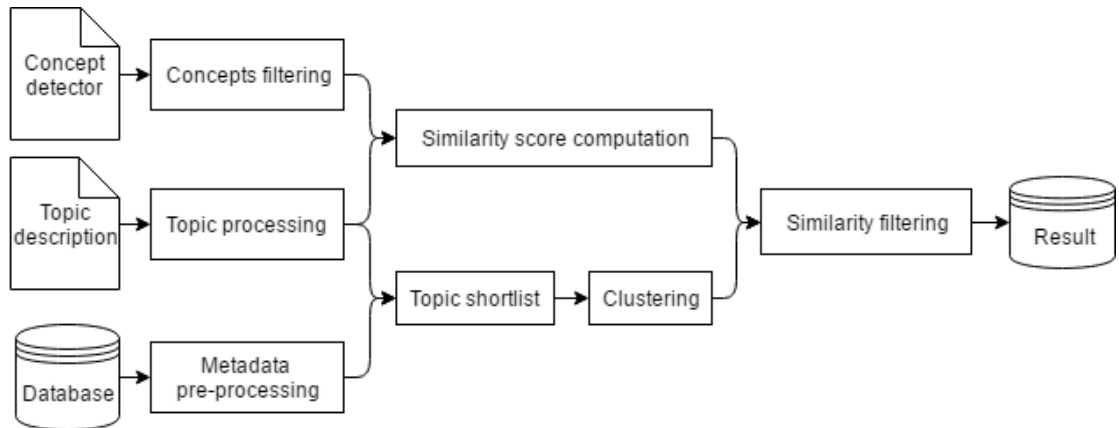 Concept
detector
Concepts filtering
Similarity score computation
Topic
description
Topic processing
Similarity filtering
Result
Topic shortlist
Clustering
Database
Metadada
pre-processing